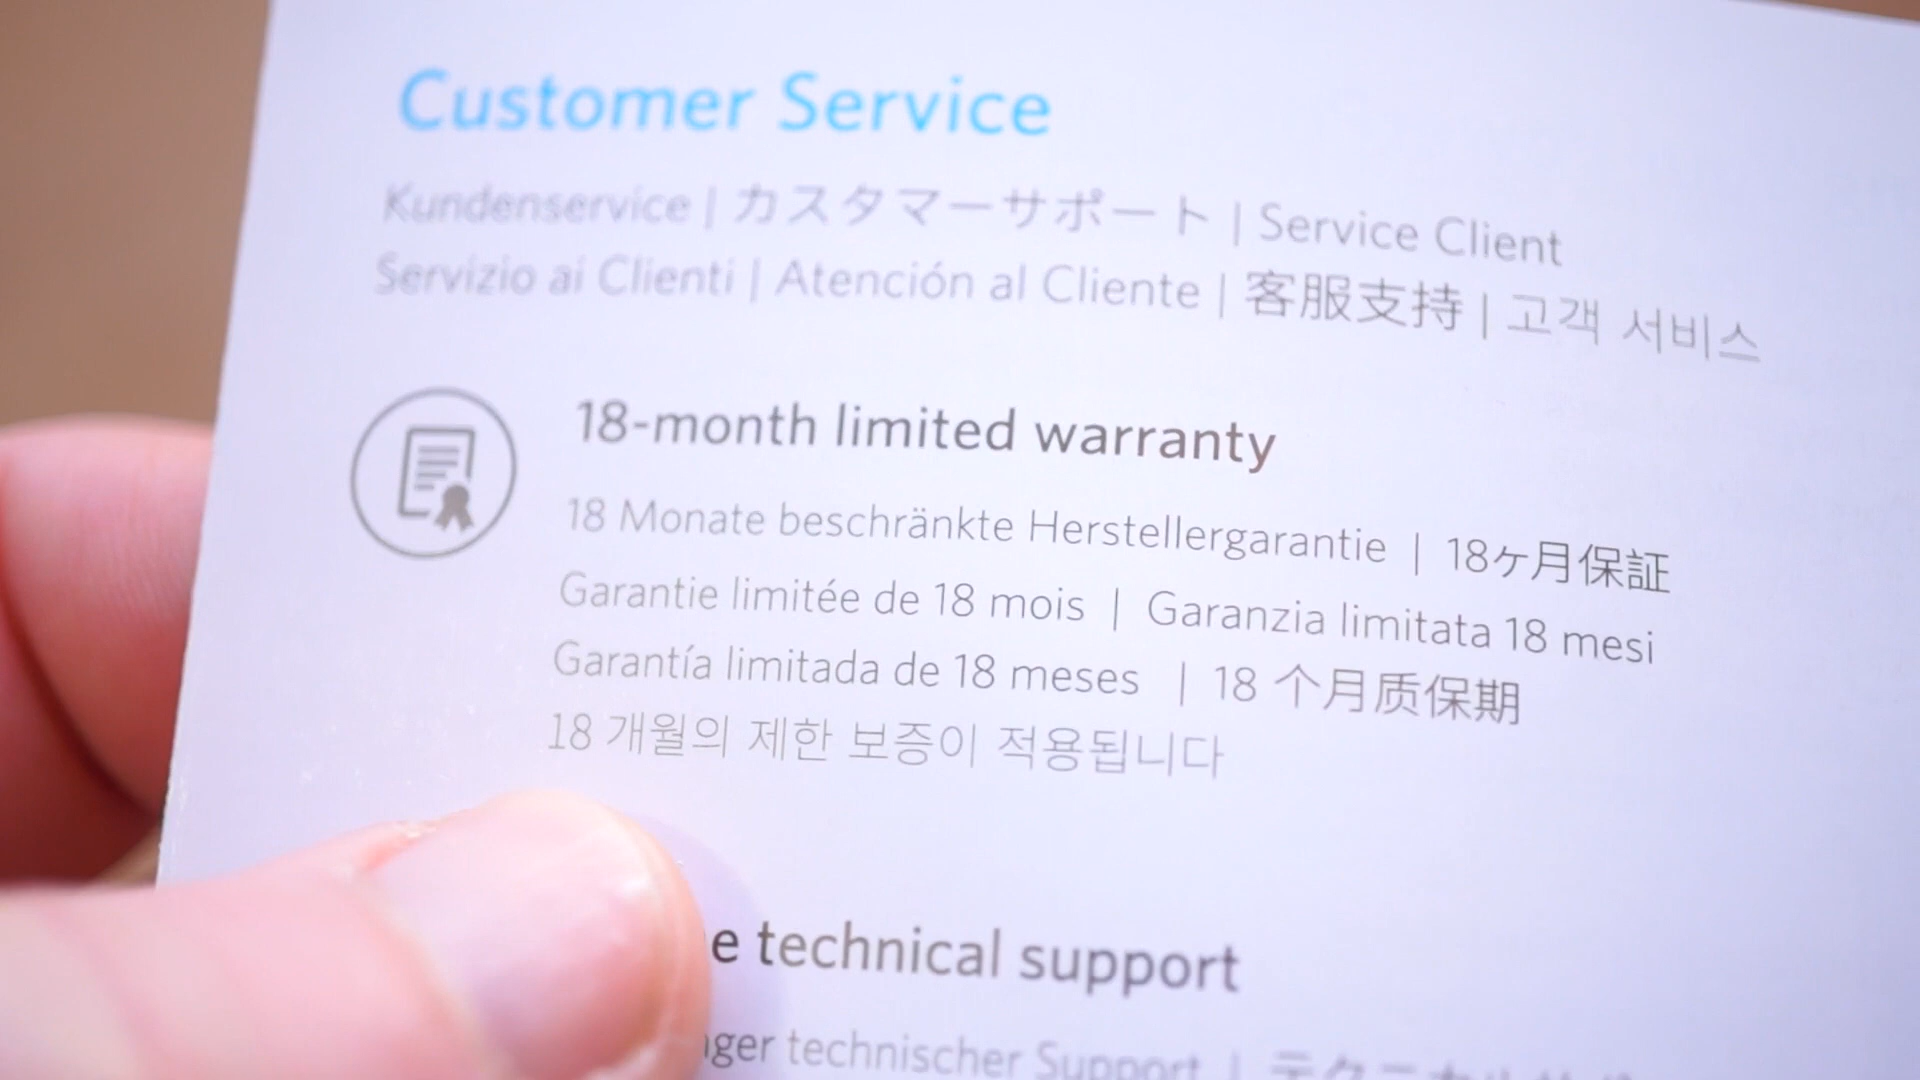 Customer Service
Kundenservice | カスタマーサポート | Service Client
Servizio ai Clienti | Atención al Cliente | 客服支持 | 고객 서비스
18-month limited warranty
18 Monate beschränkte Herstellergarantie | 18ヶ月保証
Garantie limitée de 18 mois | Garanzia limitata 18 mesi
Garantía limitada de 18 meses | 18 个月质保期
18 개월의 제한 보증이 적용됩니다
technical support
technischer Support |